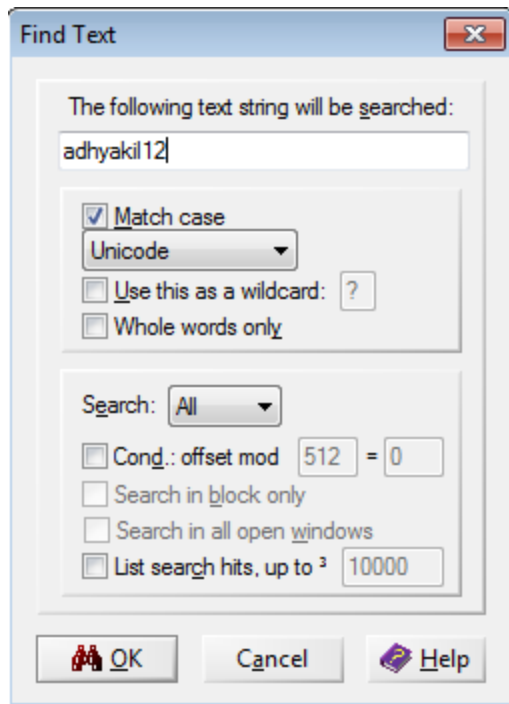 Find Text
The following text string will be searched:
adhyakil12
Match case
Unicode
Use this as a wildcard: ?
Whole words only
Search: All
Cond.: offset mod 512 = 0
Search in block only
Search in all open windows
List search hits, up to ³ 10000
OK Cancel Help